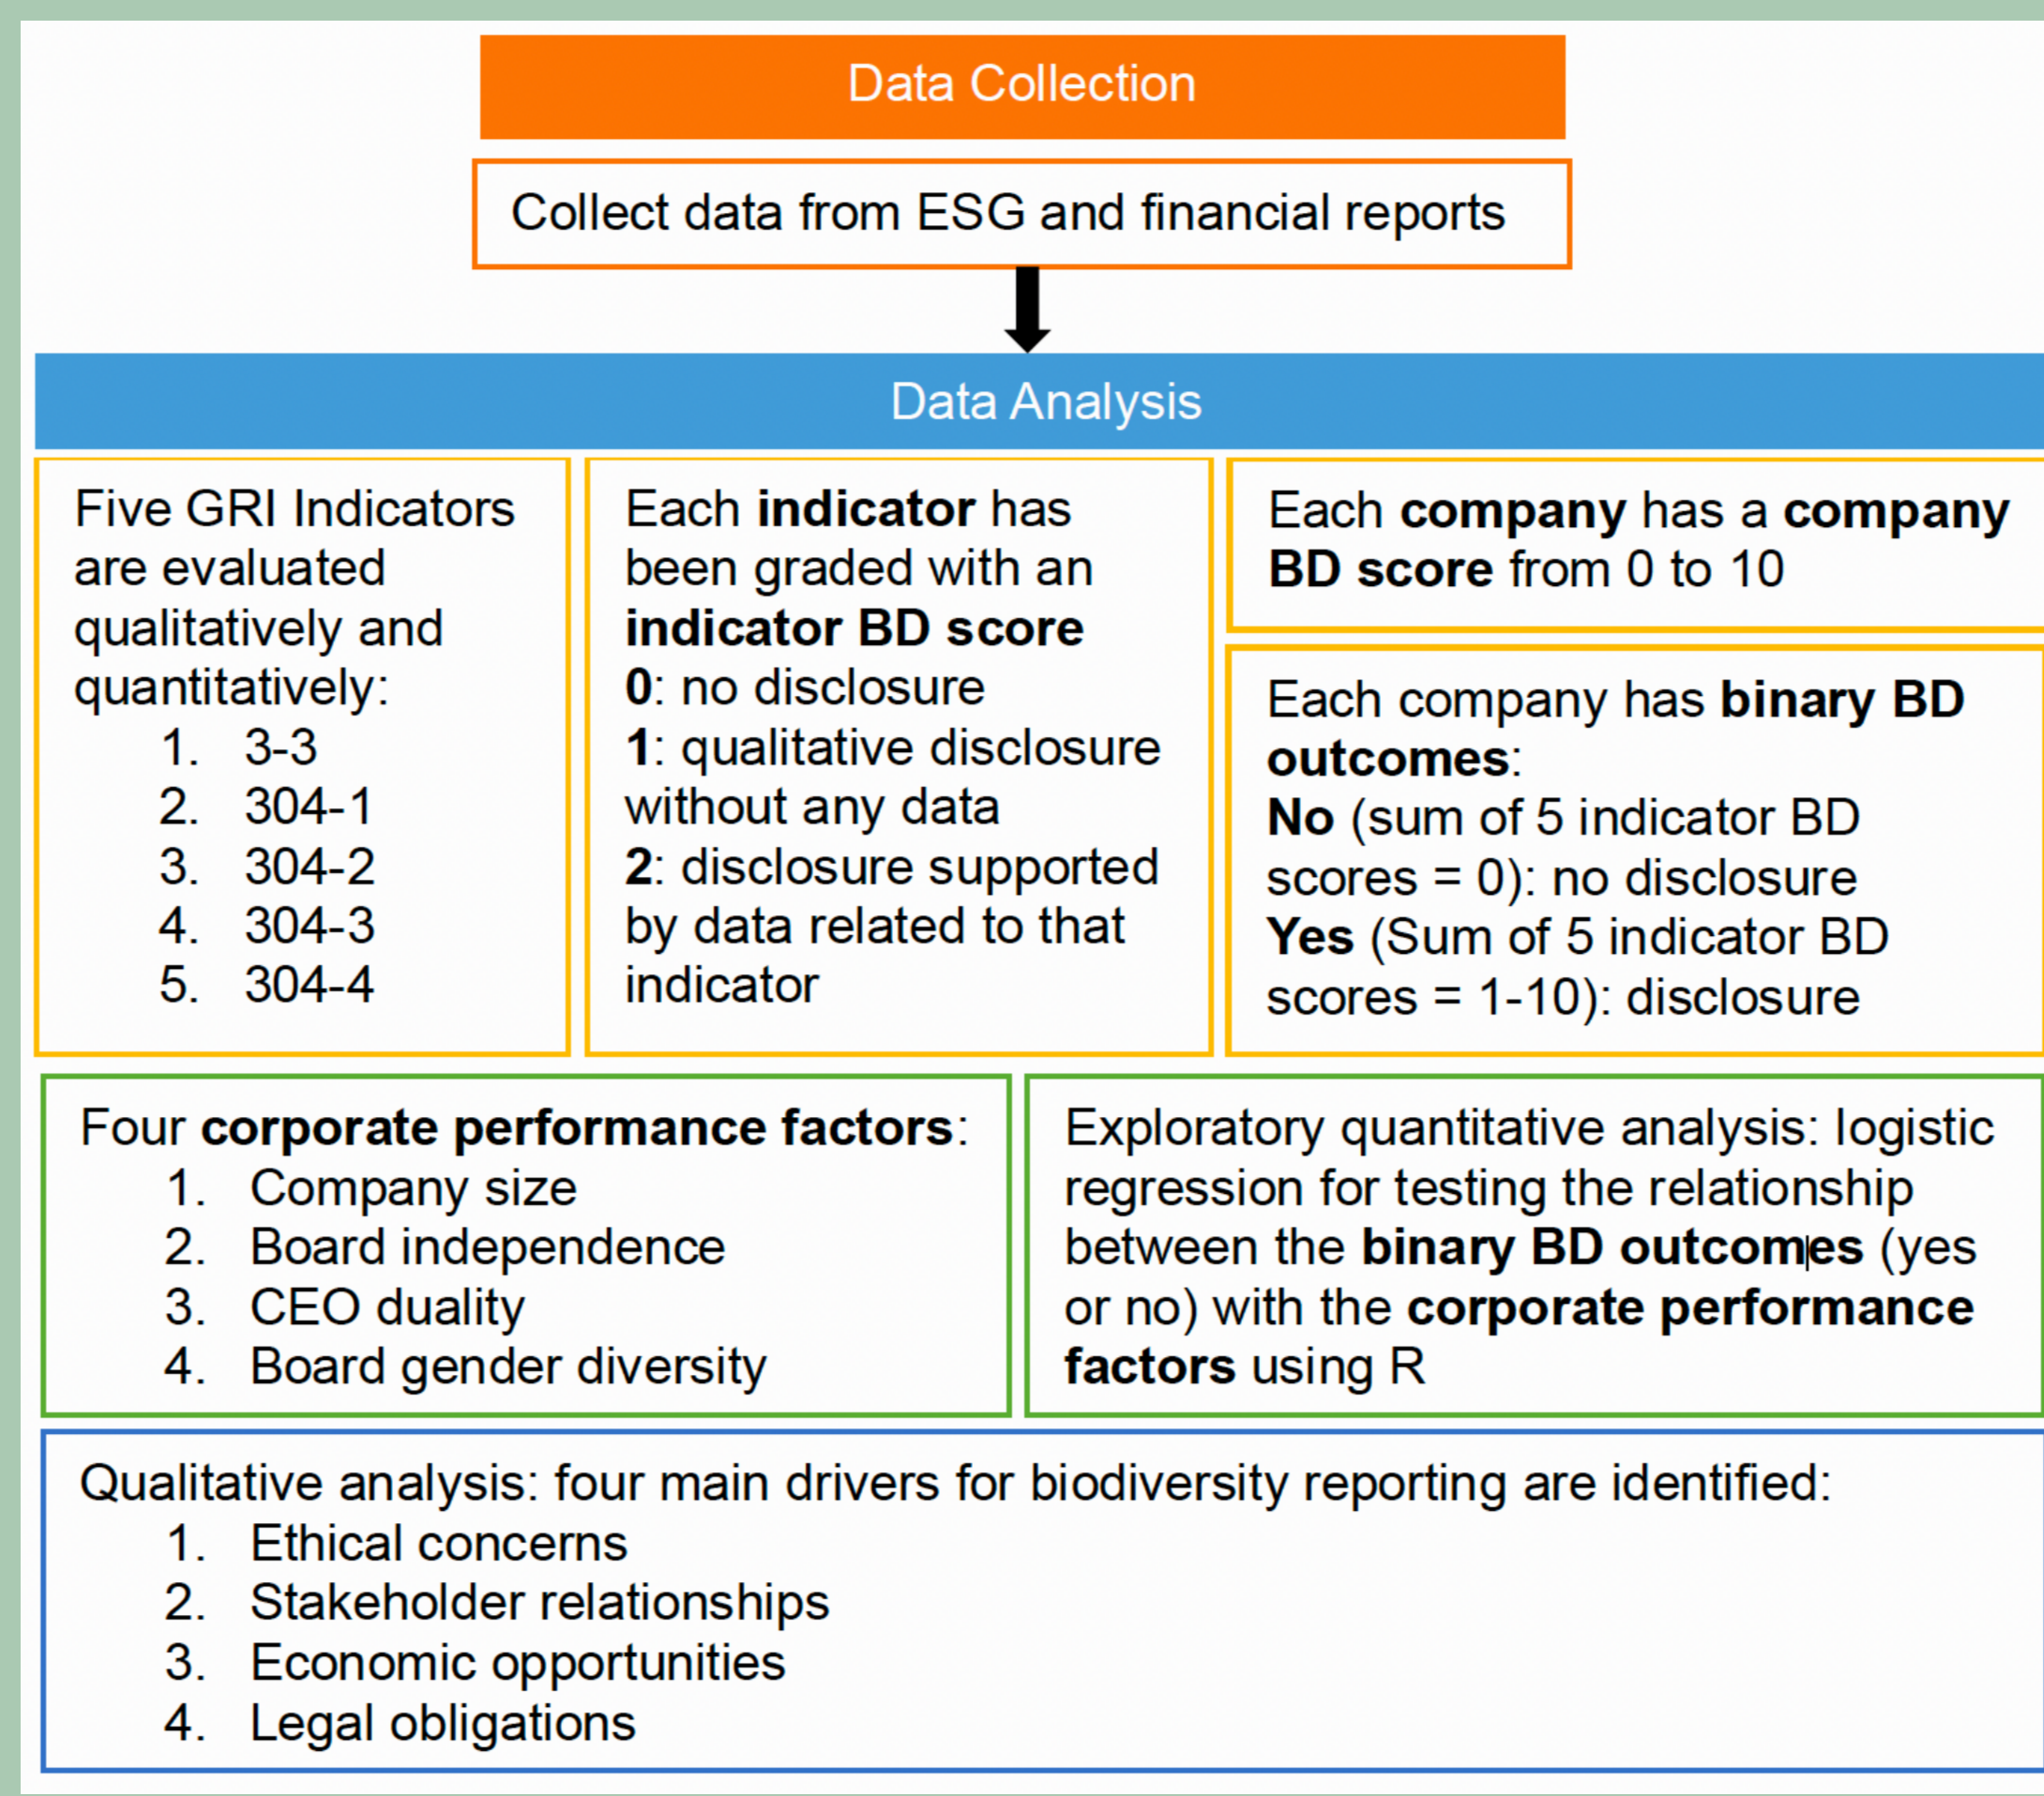 Data Collection
Collect data from ESG and financial reports
Data Analysis
Five GRI Indicators
are evaluated
qualitatively and
quantitatively:
1. 3-3
2. 304-1
3. 304-2
4. 304-3
5. 304-4
Each indicator has
been graded with an
indicator BD score
0: no disclosure
1: qualitative disclosure
without any data
2: disclosure supported
by data related to that
indicator
Each company has a company
BD score from 0 to 10
Each company has binary BD
outcomes:
No (sum of 5 indicator BD
scores = 0): no disclosure
Yes (Sum of 5 indicator BD
scores = 1-10): disclosure
Four corporate performance factors:
1. Company size
2. Board independence
3. CEO duality
4. Board gender diversity
Exploratory quantitative analysis: logistic
regression for testing the relationship
between the binary BD outcomes (yes
or no) with the corporate performance
factors using R
Qualitative analysis: four main drivers for biodiversity reporting are identified:
1. Ethical concerns
2. Stakeholder relationships
3. Economic opportunities
4. Legal obligations